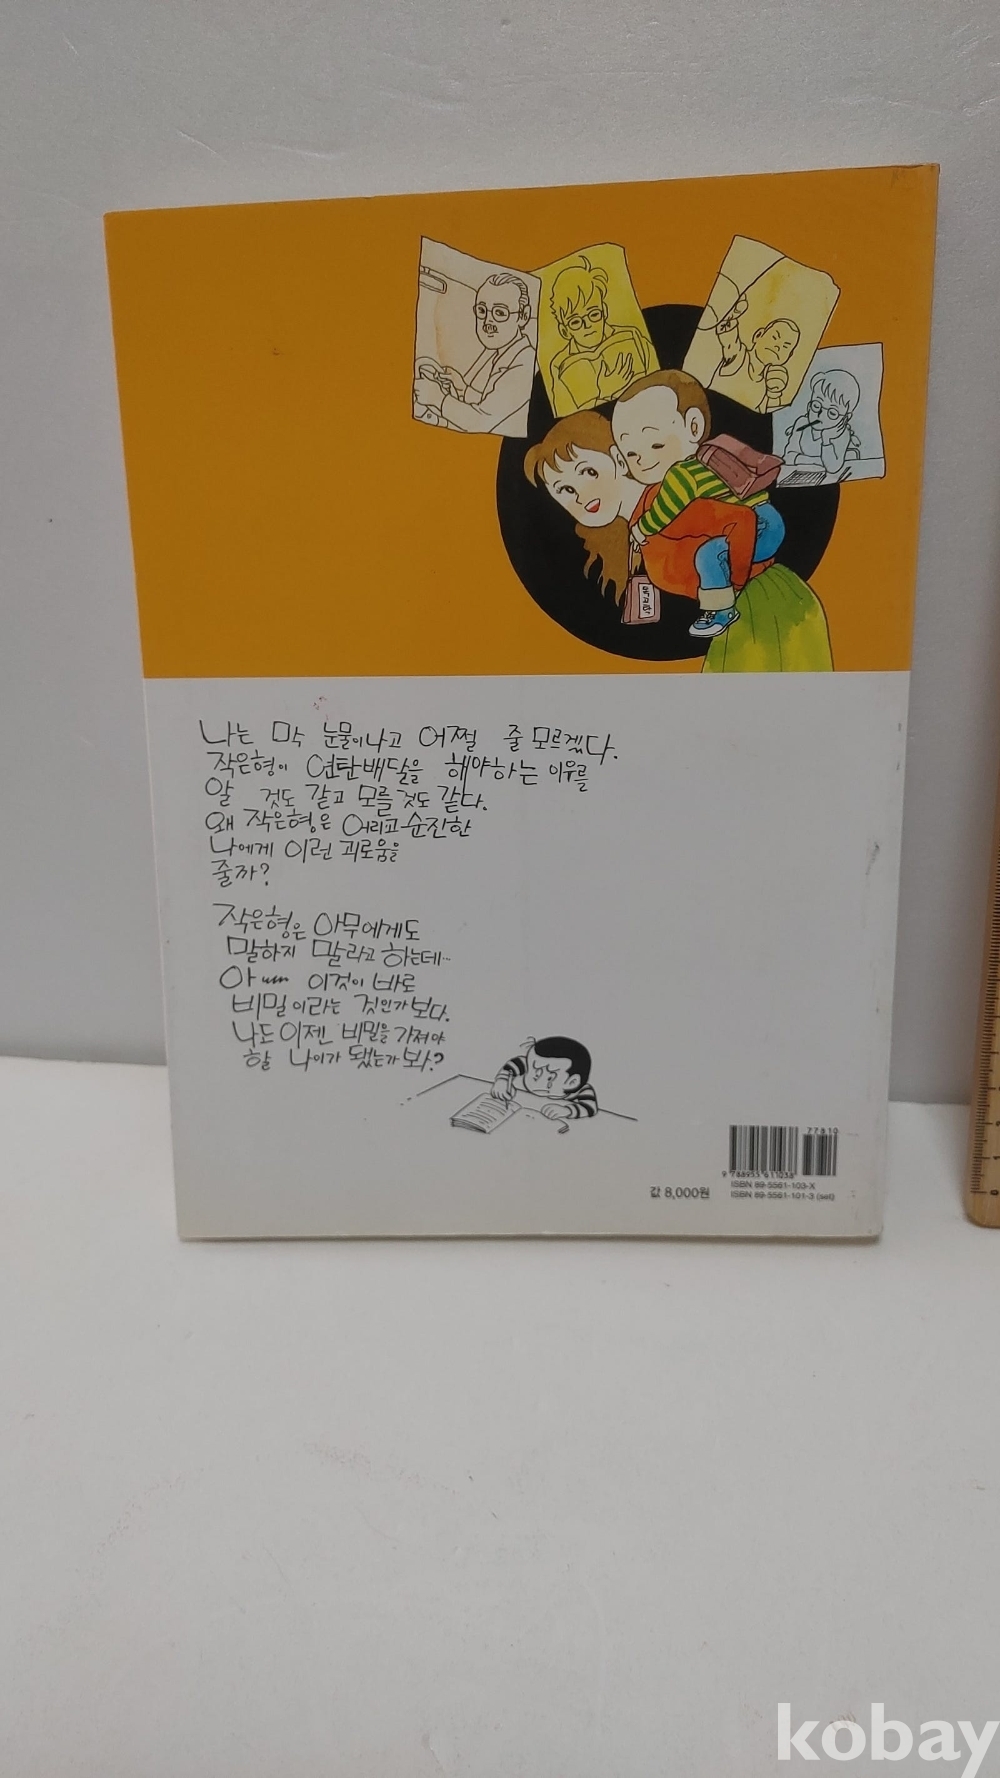 나는 막 눈물이나고 어쩔 줄 모르겠다.
작은형이 연탄배달을 해야하는 이유를
알 것도 같고 모를 것도 같다.
왜 작은형은 어리고 순진한
나에게 이런 괴로움을
줄까?
작은형은 아무에게도
말하지 말라고 하는데...
아 이것이 바로
비밀이라는 것인가 보다.
나도 이젠 비밀을 가져야
할 나이가 됐는가 봐?
77810
9 788955 611038
ISBN 89-5561-103-X
값 8,000원
ISBN 89-5561-101-3 (set)
kobay